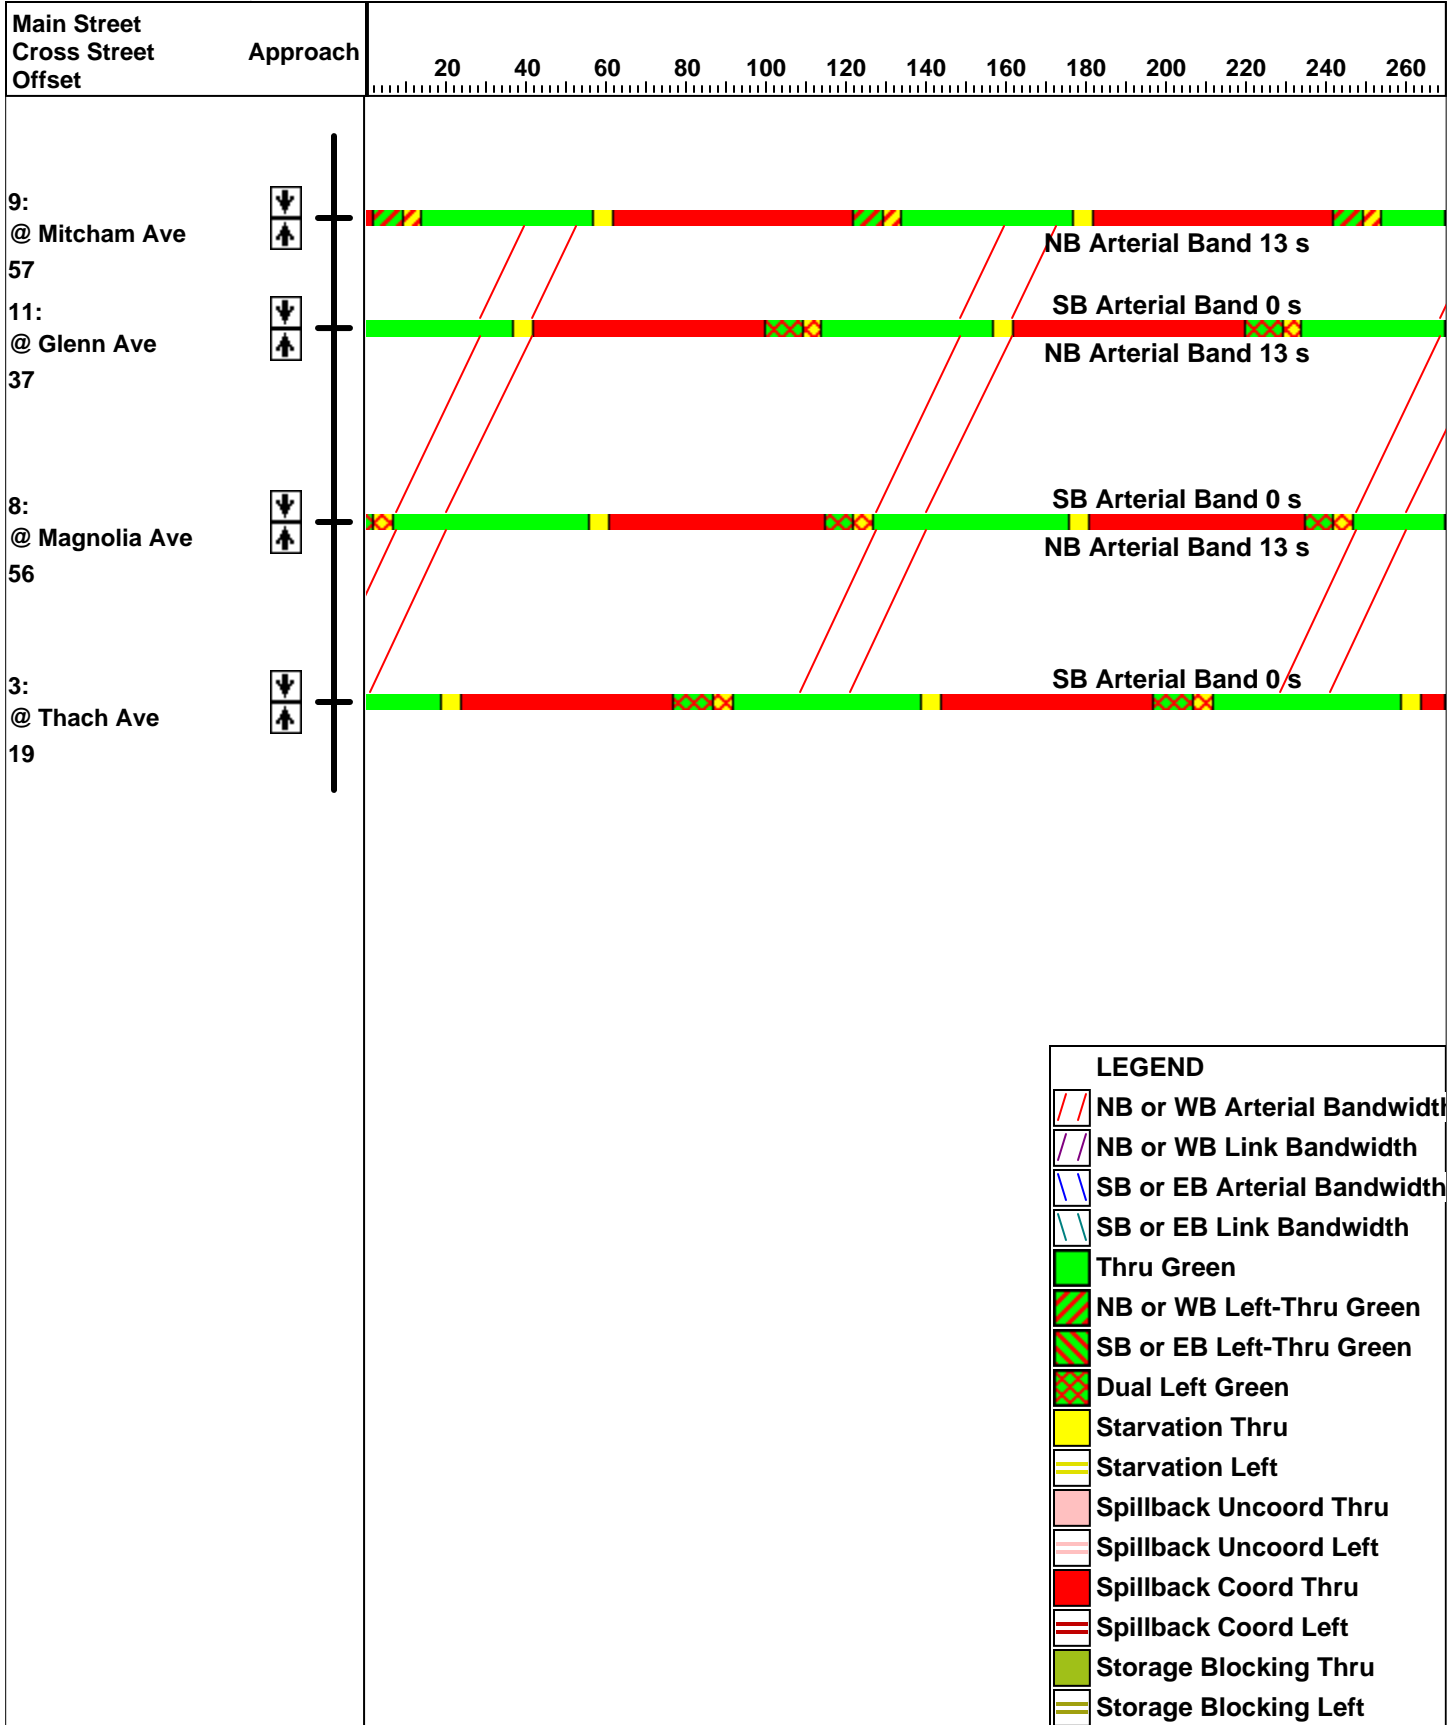 Main Street
Cross Street Approach
Offset
20 40 60 80 100 120 140 160 180 200 220 240 260
9:
@ Mitcham Ave
57
NB Arterial Band 13 s
11:
@ Glenn Ave
37
SB Arterial Band 0 s
NB Arterial Band 13 s
8:
@ Magnolia Ave
56
SB Arterial Band 0 s
NB Arterial Band 13 s
3:
@ Thach Ave
19
SB Arterial Band 0 s
LEGEND
NB or WB Arterial Bandwidth
NB or WB Link Bandwidth
SB or EB Arterial Bandwidth
SB or EB Link Bandwidth
Thru Green
NB or WB Left-Thru Green
SB or EB Left-Thru Green
Dual Left Green
Starvation Thru
Starvation Left
Spillback Uncoord Thru
Spillback Uncoord Left
Spillback Coord Thru
Spillback Coord Left
Storage Blocking Thru
Storage Blocking Left